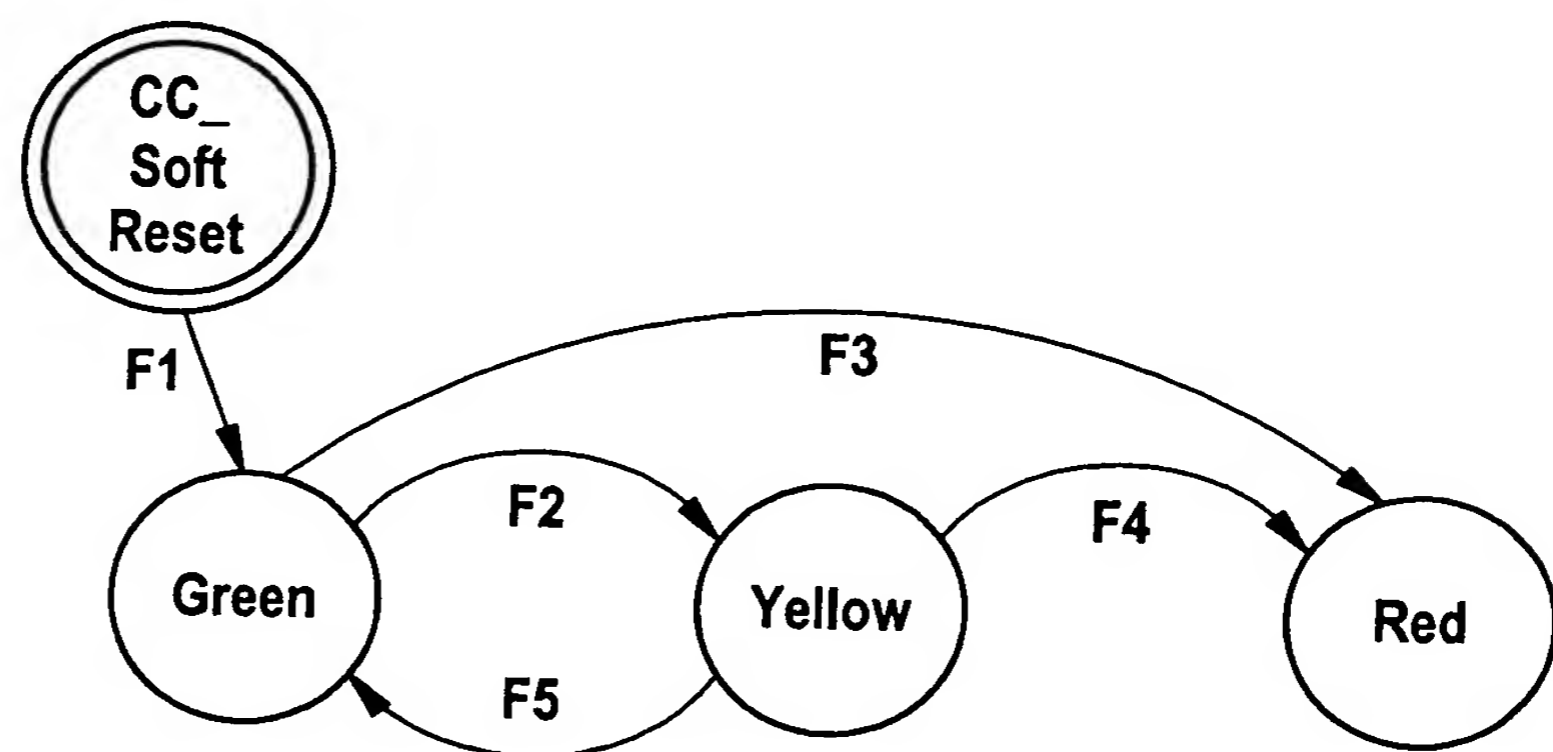 CC_
Soft
Reset
F1
F3
F2
F4
Green
Yellow
Red
F5